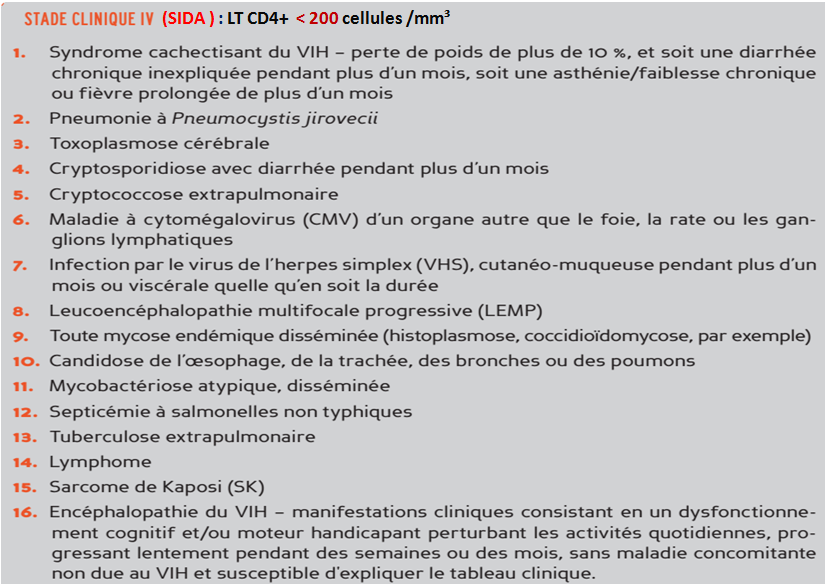 STADE CLINIQUE IV (SIDA ) : LT CD4+ < 200 cellules /mm³
1. Syndrome cachectisant du VIH – perte de poids de plus de 10 %, et soit une diarrhée
chronique inexpliquée pendant plus d'un mois, soit une asthénie/faiblesse chronique
ou fièvre prolongée de plus d'un mois
2. Pneumonie à Pneumocystis jirovecii
3. Toxoplasmose cérébrale
4. Cryptosporidiose avec diarrhée pendant plus d'un mois
5. Cryptococcose extrapulmonaire
6. Maladie à cytomégalovirus (CMV) d'un organe autre que le foie, la rate ou les gan-
glions lymphatiques
7. Infection par le virus de l'herpes simplex (VHS), cutanéo-muqueuse pendant plus d'un
mois ou viscérale quelle qu'en soit la durée
8. Leucoencéphalopathie multifocale progressive (LEMP)
9. Toute mycose endémique disséminée (histoplasmose, coccidioïdomycose, par exemple)
10. Candidose de l'œsophage, de la trachée, des bronches ou des poumons
11. Mycobactériose atypique, disséminée
12. Septicémie à salmonelles non typhiques
13. Tuberculose extrapulmonaire
14. Lymphome
15. Sarcome de Kaposi (SK)
16. Encéphalopathie du VIH – manifestations cliniques consistant en un dysfonctionne-
ment cognitif et/ou moteur handicapant perturbant les activités quotidiennes, pro-
gressant lentement pendant des semaines ou des mois, sans maladie concomitante
non due au VIH et susceptible d'expliquer le tableau clinique.